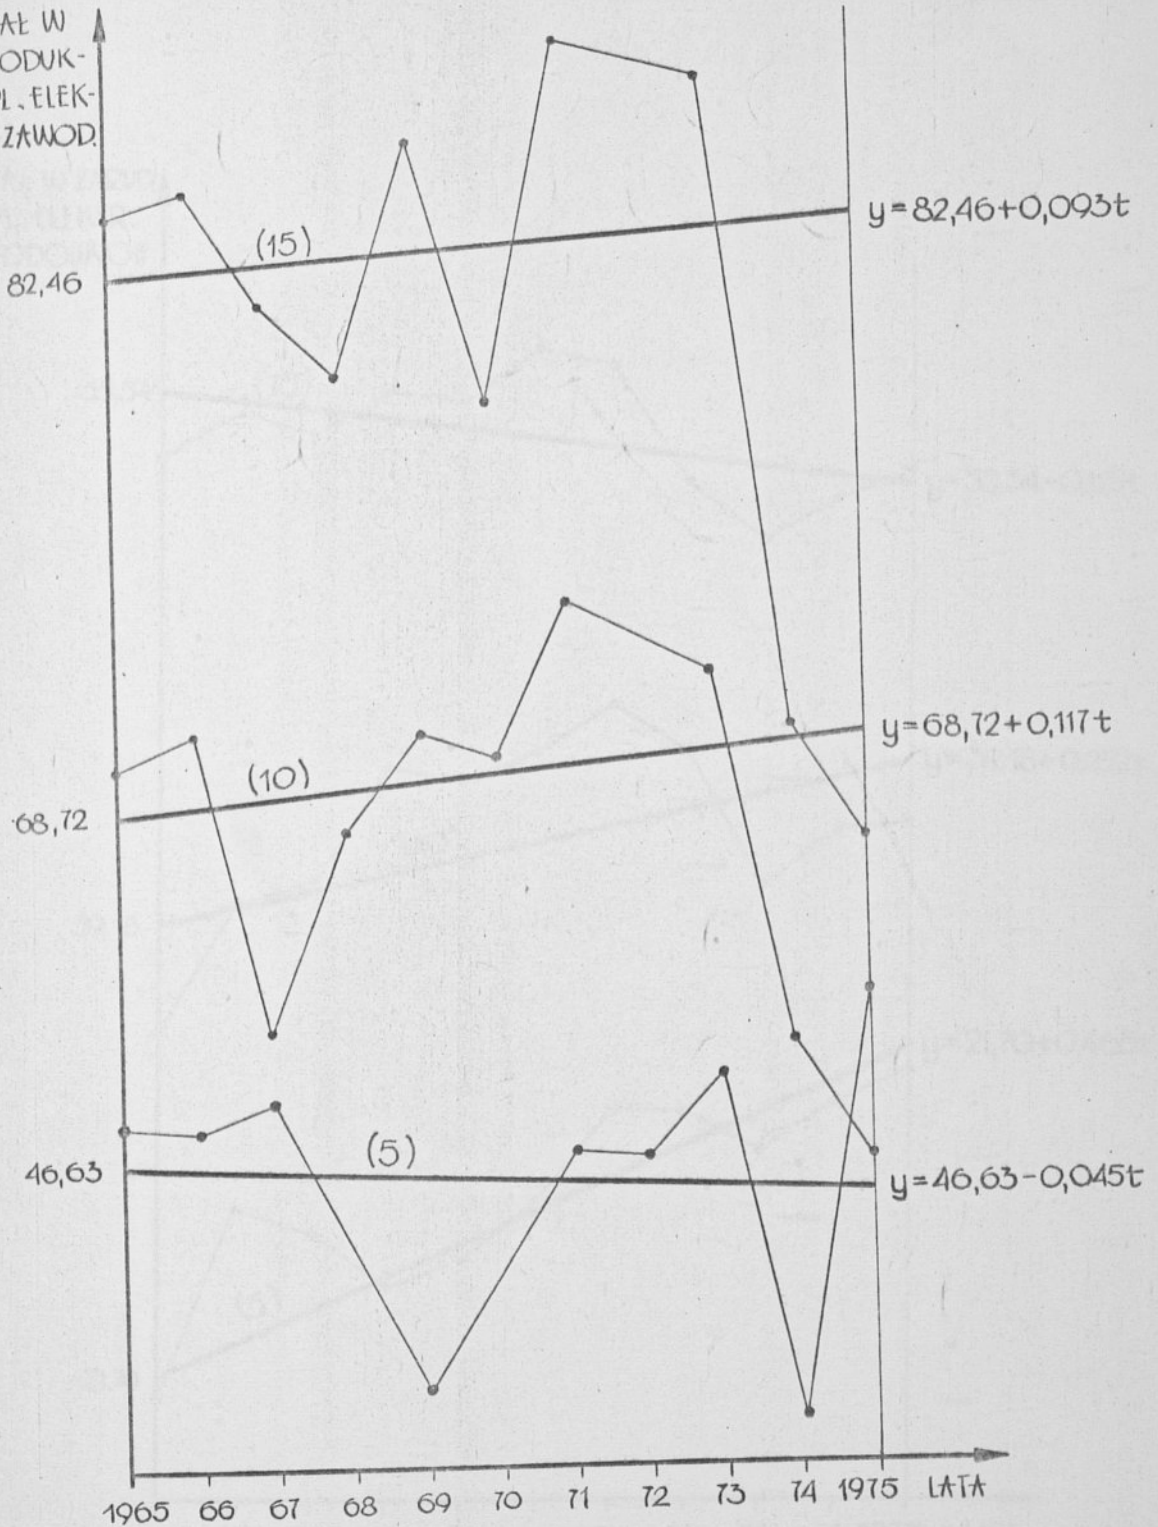 AŁ W
ODUK-
L. ELEK-
ZAWOD.
y=82,46+0,093t
(15)
82,46
y=68,72+0,117t
(10)
68,72
(5)
46,63
y=46,63-0,045t
1965 66 67 68 69 70 71 72 73 74 1975 LATA